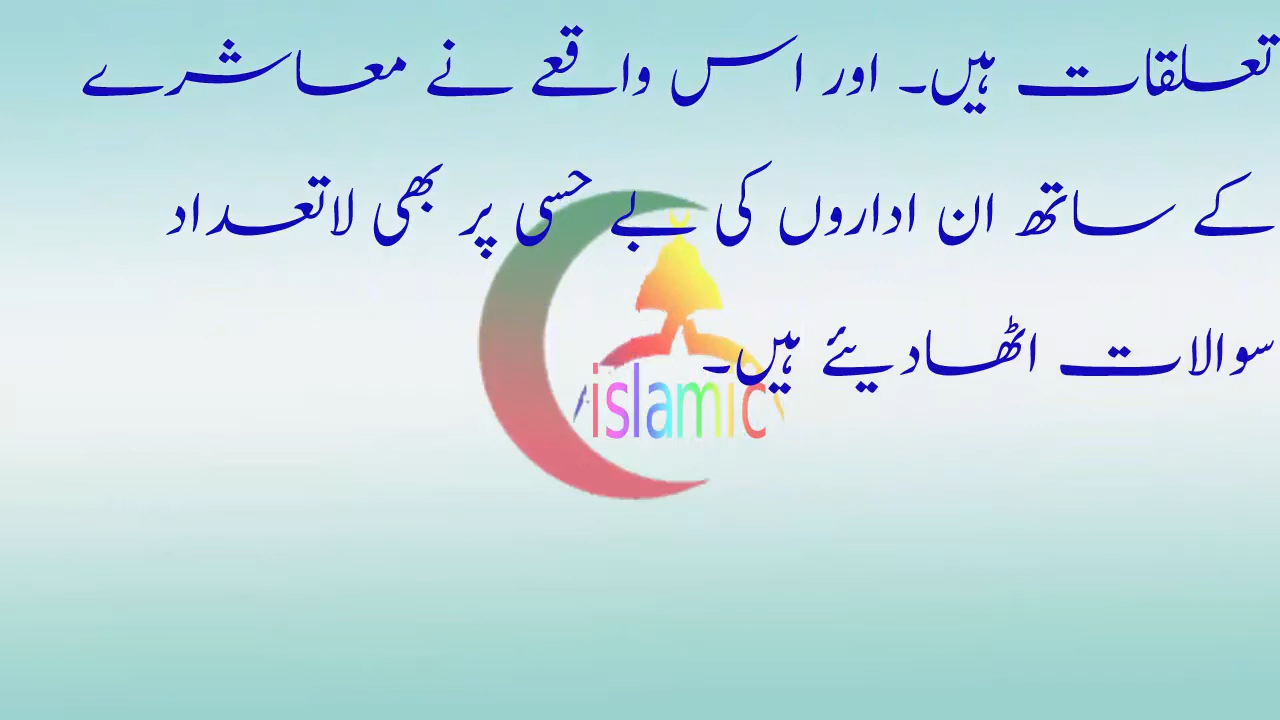 تعلقات ہیں۔ اور اس واقعے نے معاشرے
کے ساتھ ان اداروں کی بے حسی پر بھی لاتعداد
سوالات اٹھادیئے ہیں۔
islamic